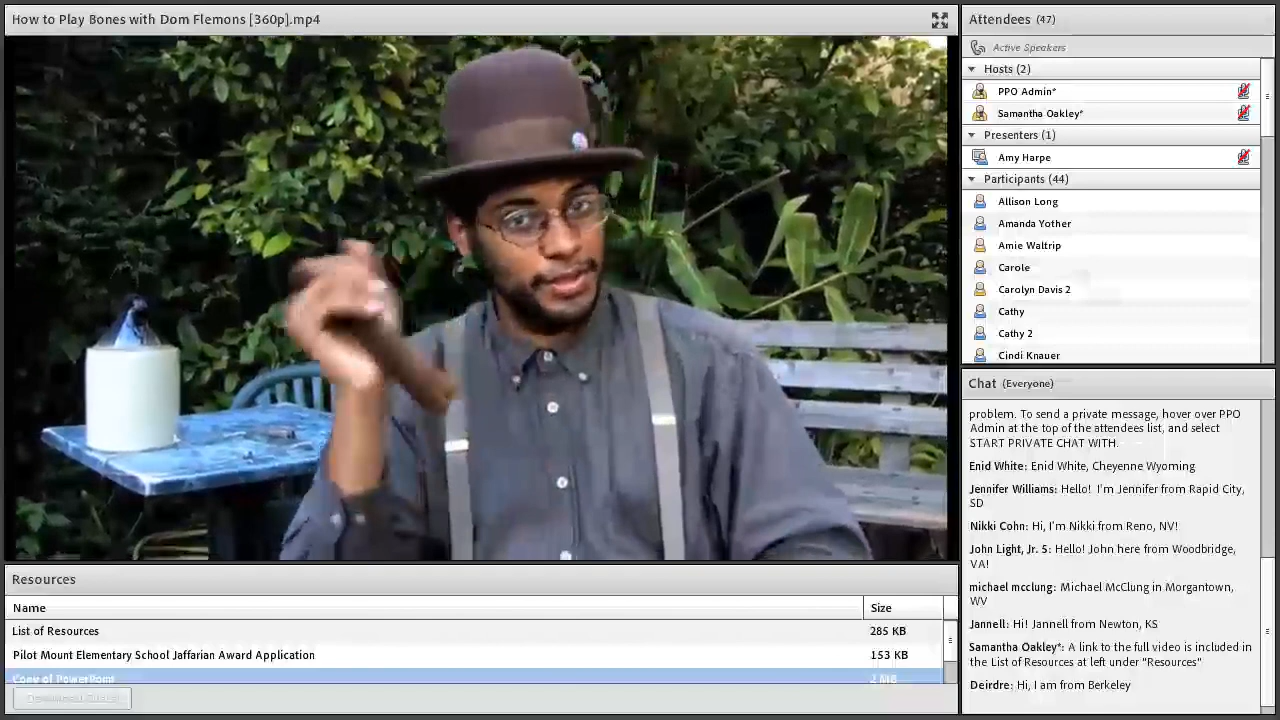 How to Play Bones with Dom Flemons [360p].mp4
Attendees (47)
Active Speakers
Hosts (2)
PPO Admin*
Samantha Oakley*
Presenters (1)
Amy Harpe
Participants (44)
Allison Long
Amanda Yother
Amie Waltrip
Carole
Carolyn Davis 2
Cathy
Cathy 2
Cindi Knauer
Chat (Everyone)
problem. To send a private message, hover over PPO
Admin at the top of the attendees list, and select
START PRIVATE CHAT WITH.
Enid White: Enid White, Cheyenne Wyoming
Jennifer Williams: Hello! I'm Jennifer from Rapid City,
SD
Nikki Cohn: Hi, I'm Nikki from Reno, NV!
John Light, Jr. 5: Hello! John here from Woodbridge,
VA!
michael mcclung: Michael McClung in Morgantown,
WV
Jannell: Hi! Jannell from Newton, KS
Samantha Oakley*: A link to the full video is included in
the List of Resources at left under "Resources"
Deirdre: Hi, I am from Berkeley
Resources
Name Size
List of Resources 285 KB
Pilot Mount Elementary School Jaffarian Award Application 153 KB
Copy of PowerPoint 2 MB